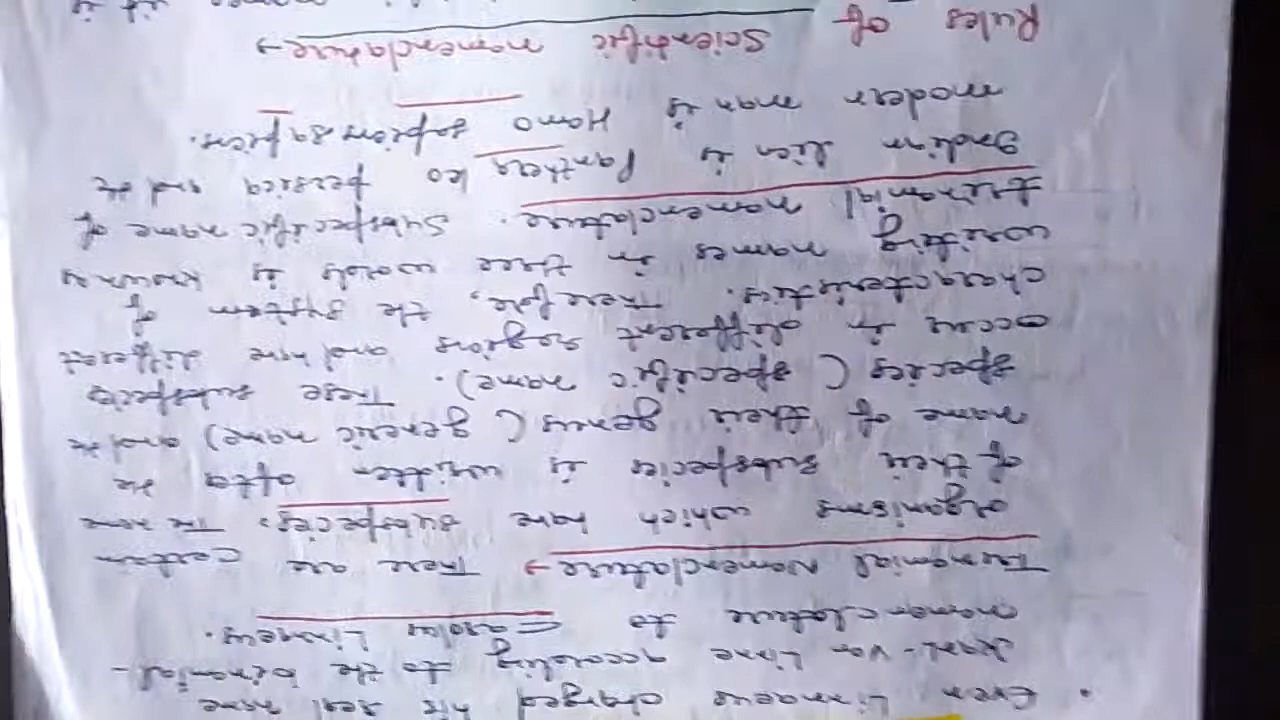 • Even Linnaeus changed his real name
Karl-Von Linne according to the binomial-
nomenclature to Carolus Linnaeus.
Trinomial Nomenclature → There are certain
organisms which have subspecies. The name
of their subspecies is written after the
name of their genus (generic name) and the
species (specific name). These subspecies
occur in different regions and have different
characteristics. Therefore, the system of
writing names in three words is known as
trinomial nomenclature. Subspecific name of
Indian lion is Panthera leo persica and the
modern man is Homo sapiens sapiens.
Rules of Scientific nomenclature →